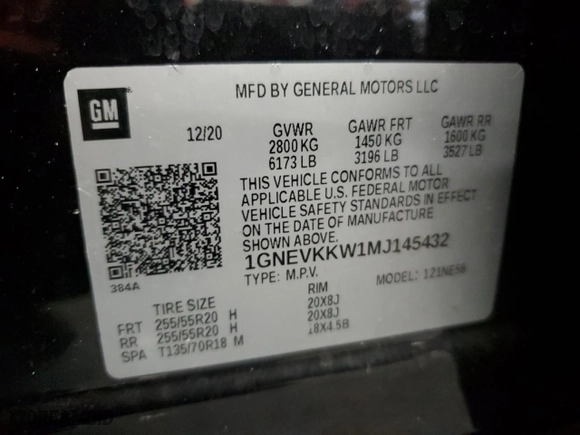 GM
MFD BY GENERAL MOTORS LLC
12/20
GVWR GAWR FRT GAWR RR
2800 KG 1450 KG 1600 KG
6173 LB 3196 LB 3527 LB
THIS VEHICLE CONFORMS TO ALL
APPLICABLE U.S. FEDERAL MOTOR
VEHICLE SAFETY STANDARDS IN EFFECT
ON THE DATE OF MANUFACTURE
SHOWN ABOVE.
1GNEVKKW1MJ145432
TYPE: M.P.V. MODEL: 121NE56
384A
TIRE SIZE RIM
FRT 255/55R20 H 20X8J
RR 255/55R20 H 20X8J
SPA T135/70R18 M 18X4.5B